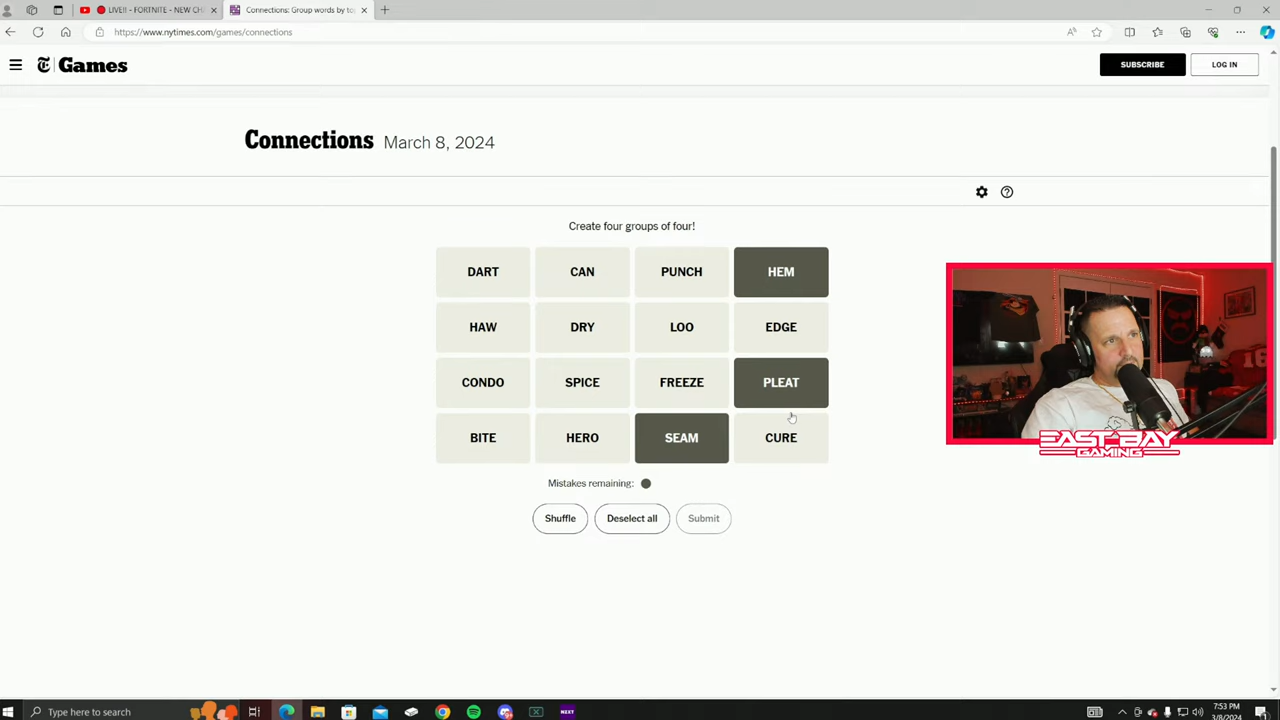 LIVE!! - FORTNITE - NEW CH
Connections: Group words by to
https://www.nytimes.com/games/connections
Games
SUBSCRIBE
LOG IN
Connections March 8, 2024
Create four groups of four!
DART CAN PUNCH HEM
HAW DRY LOO EDGE
CONDO SPICE FREEZE PLEAT
BITE HERO SEAM CURE
Mistakes remaining:
Shuffle Deselect all Submit
EAST BAY
GAMING
Type here to search
NEXT
7:53 PM
3/8/2024